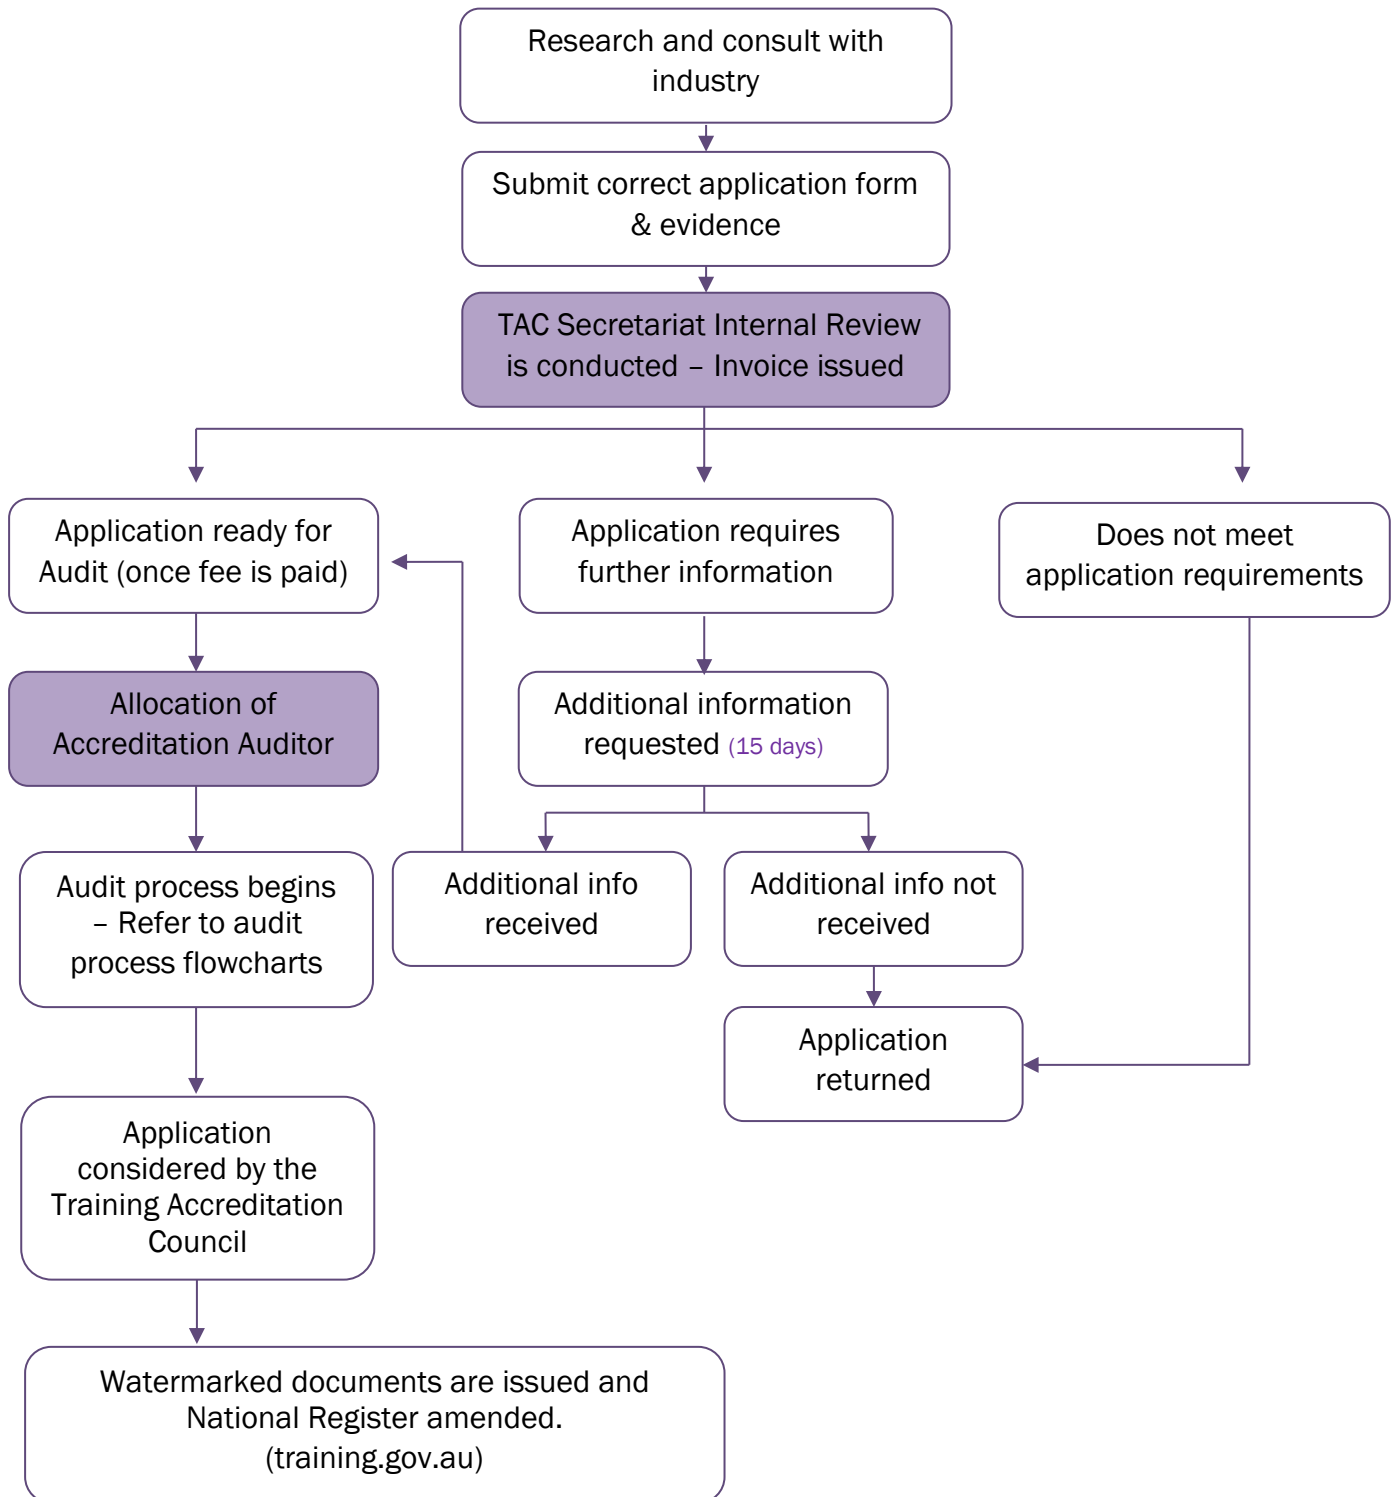 Research and consult with
industry
Submit correct application form
& evidence
TAC Secretariat Internal Review
is conducted – Invoice issued
Application ready for
Audit (once fee is paid)
Application requires
further information
Does not meet
application requirements
Allocation of
Accreditation Auditor
Additional information
requested (15 days)
Audit process begins
– Refer to audit
process flowcharts
Additional info
received
Additional info not
received
Application
returned
Application
considered by the
Training Accreditation
Council
Watermarked documents are issued and
National Register amended.
(training.gov.au)